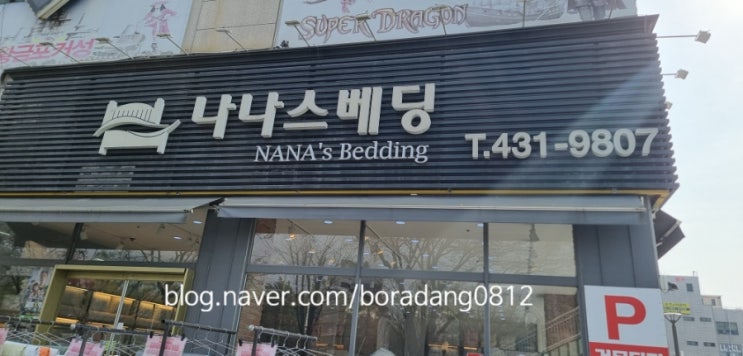 SUPER DRAGON
나나스베딩
NANA's Bedding
T.431-9807
blog.naver.com/boradang0812
P